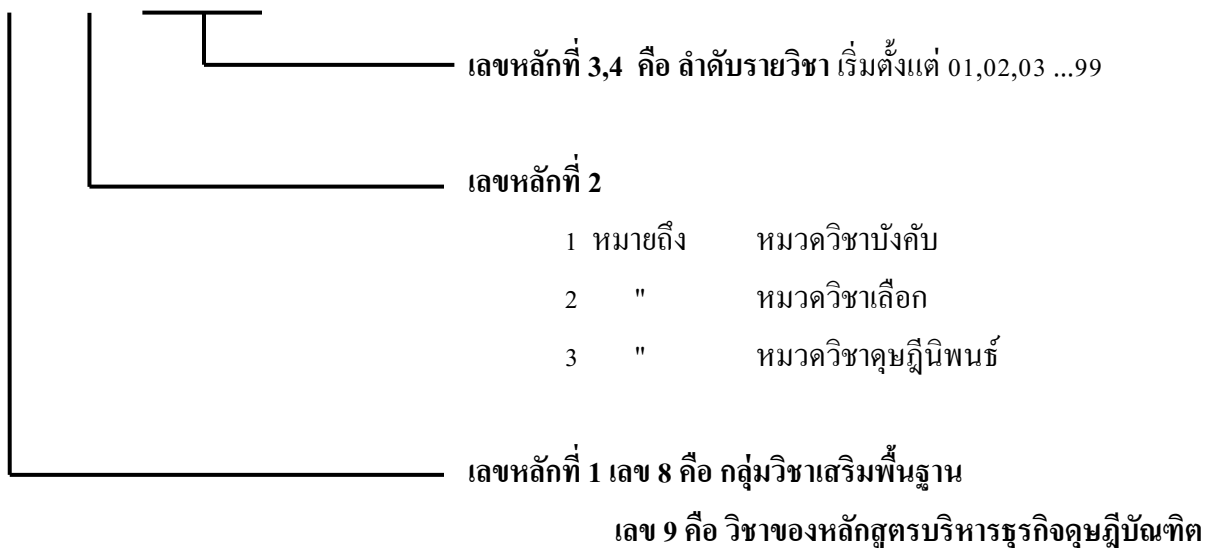 เลขหลักที่ 3,4 คือ ลำดับรายวิชา เริ่มตั้งแต่ 01,02,03 ...99
เลขหลักที่ 2
1 หมายถึง หมวดวิชาบังคับ
2 " หมวดวิชาเลือก
3 " หมวดวิชาดุษฎีนิพนธ์
เลขหลักที่ 1 เลข 8 คือ กลุ่มวิชาเสริมพื้นฐาน
เลข 9 คือ วิชาของหลักสูตรบริหารธุรกิจดุษฎีบัณฑิต